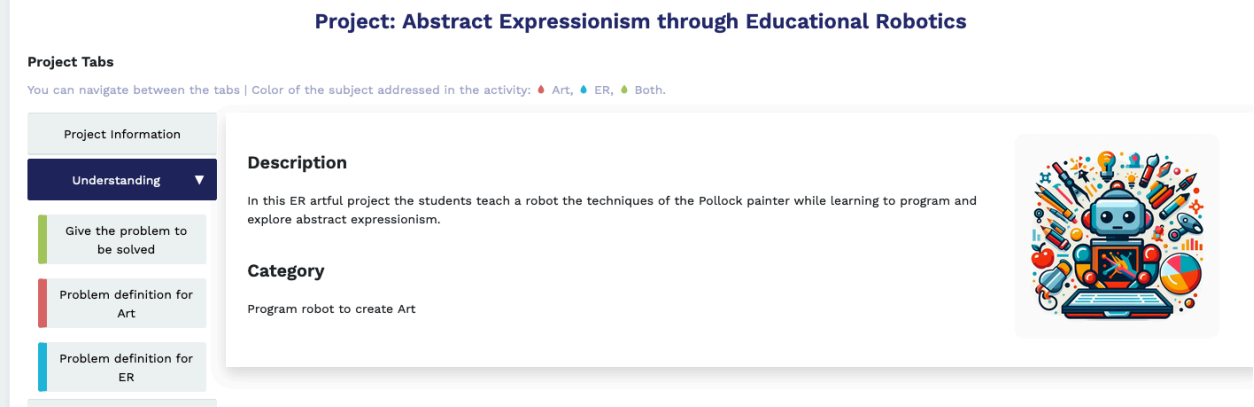 Project: Abstract Expressionism through Educational Robotics
Project Tabs
You can navigate between the tabs | Color of the subject addressed in the activity: Art, ER, Both.
Project Information
Understanding ▼
Give the problem to
be solved
Problem definition for
Art
Problem definition for
ER
Description
In this ER artful project the students teach a robot the techniques of the Pollock painter while learning to program and
explore abstract expressionism.
Category
Program robot to create Art